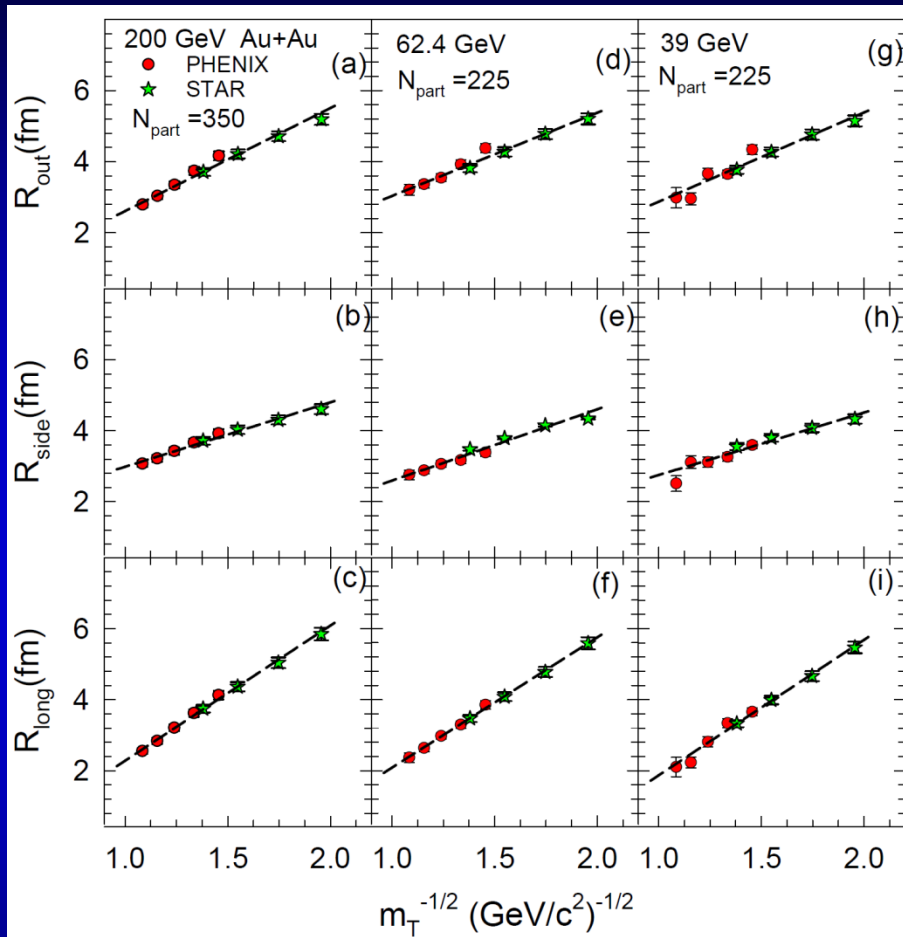 200 GeV Au+Au (a)
PHENIX
STAR
N_part =350
62.4 GeV (d)
N_part =225
39 GeV (g)
N_part =225
R_out(fm)
6
4
2
(b) (e) (h)
R_side(fm)
6
4
2
(c) (f) (i)
R_long(fm)
6
4
2
1.0 1.5 2.0 1.0 1.5 2.0 1.0 1.5 2.0
m_T^-1/2 (GeV/c^2)^-1/2